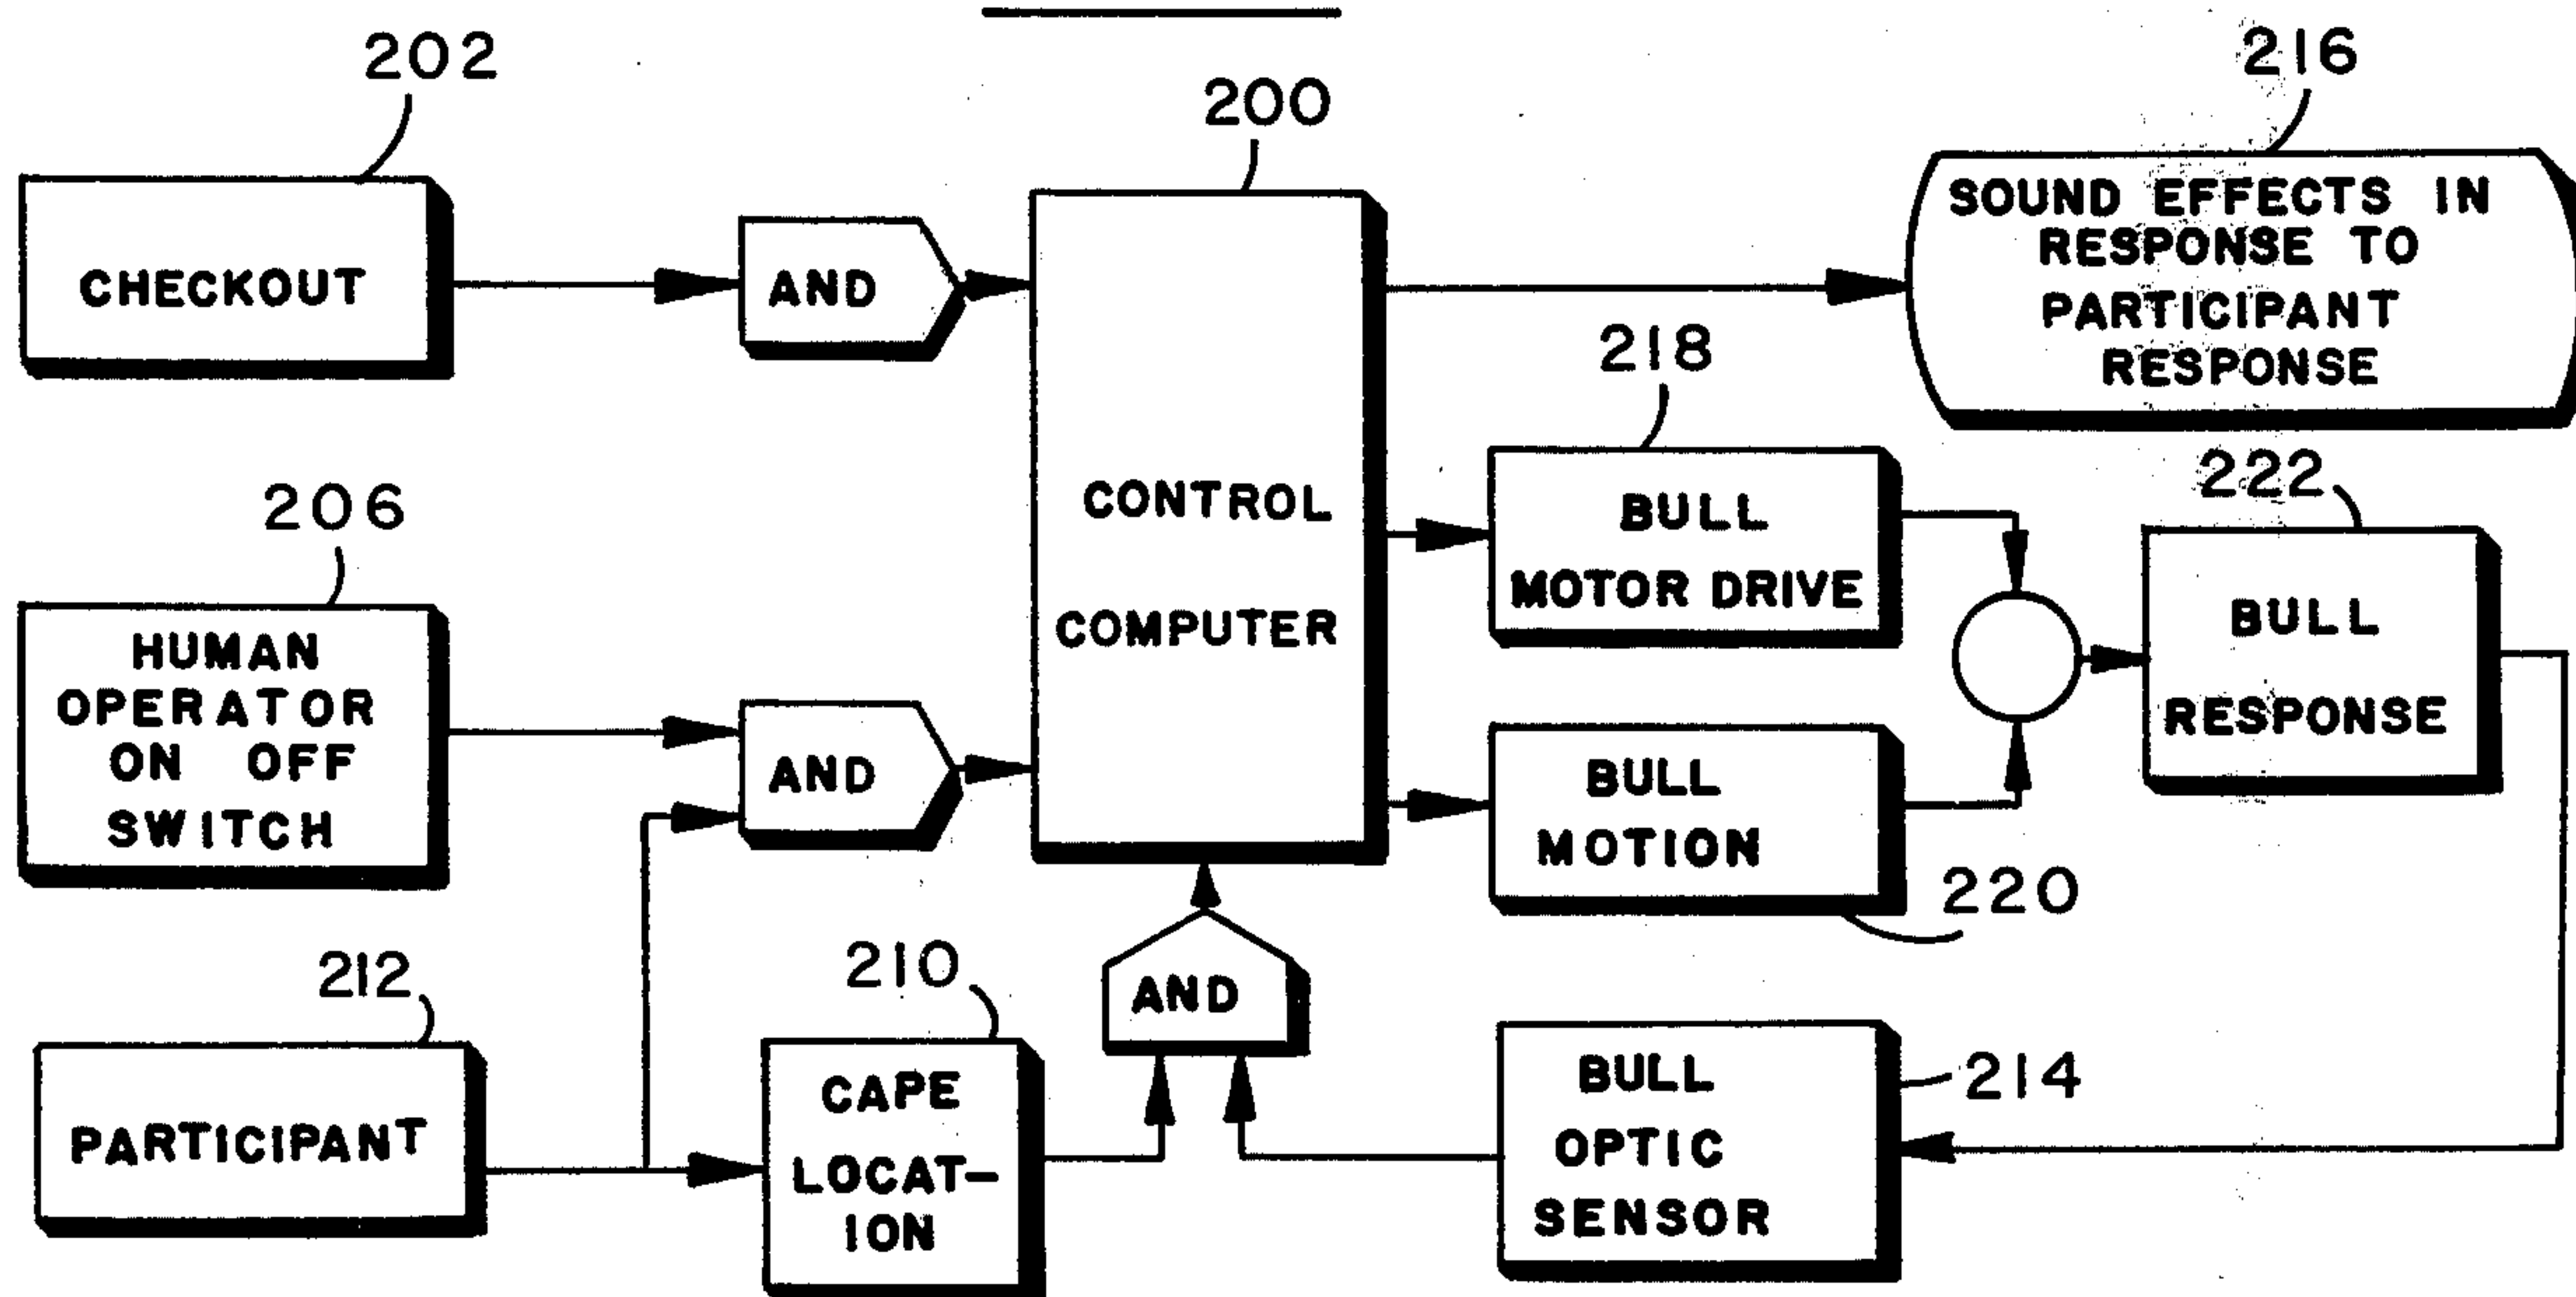 202
200
216
CHECKOUT
AND
SOUND EFFECTS IN
RESPONSE TO
PARTICIPANT
RESPONSE
206
HUMAN
OPERATOR
ON OFF
SWITCH
AND
CONTROL
COMPUTER
218
BULL
MOTOR DRIVE
222
BULL
RESPONSE
BULL
MOTION
220
212
PARTICIPANT
210
CAPE
LOCAT-
ION
AND
BULL
OPTIC
SENSOR
214